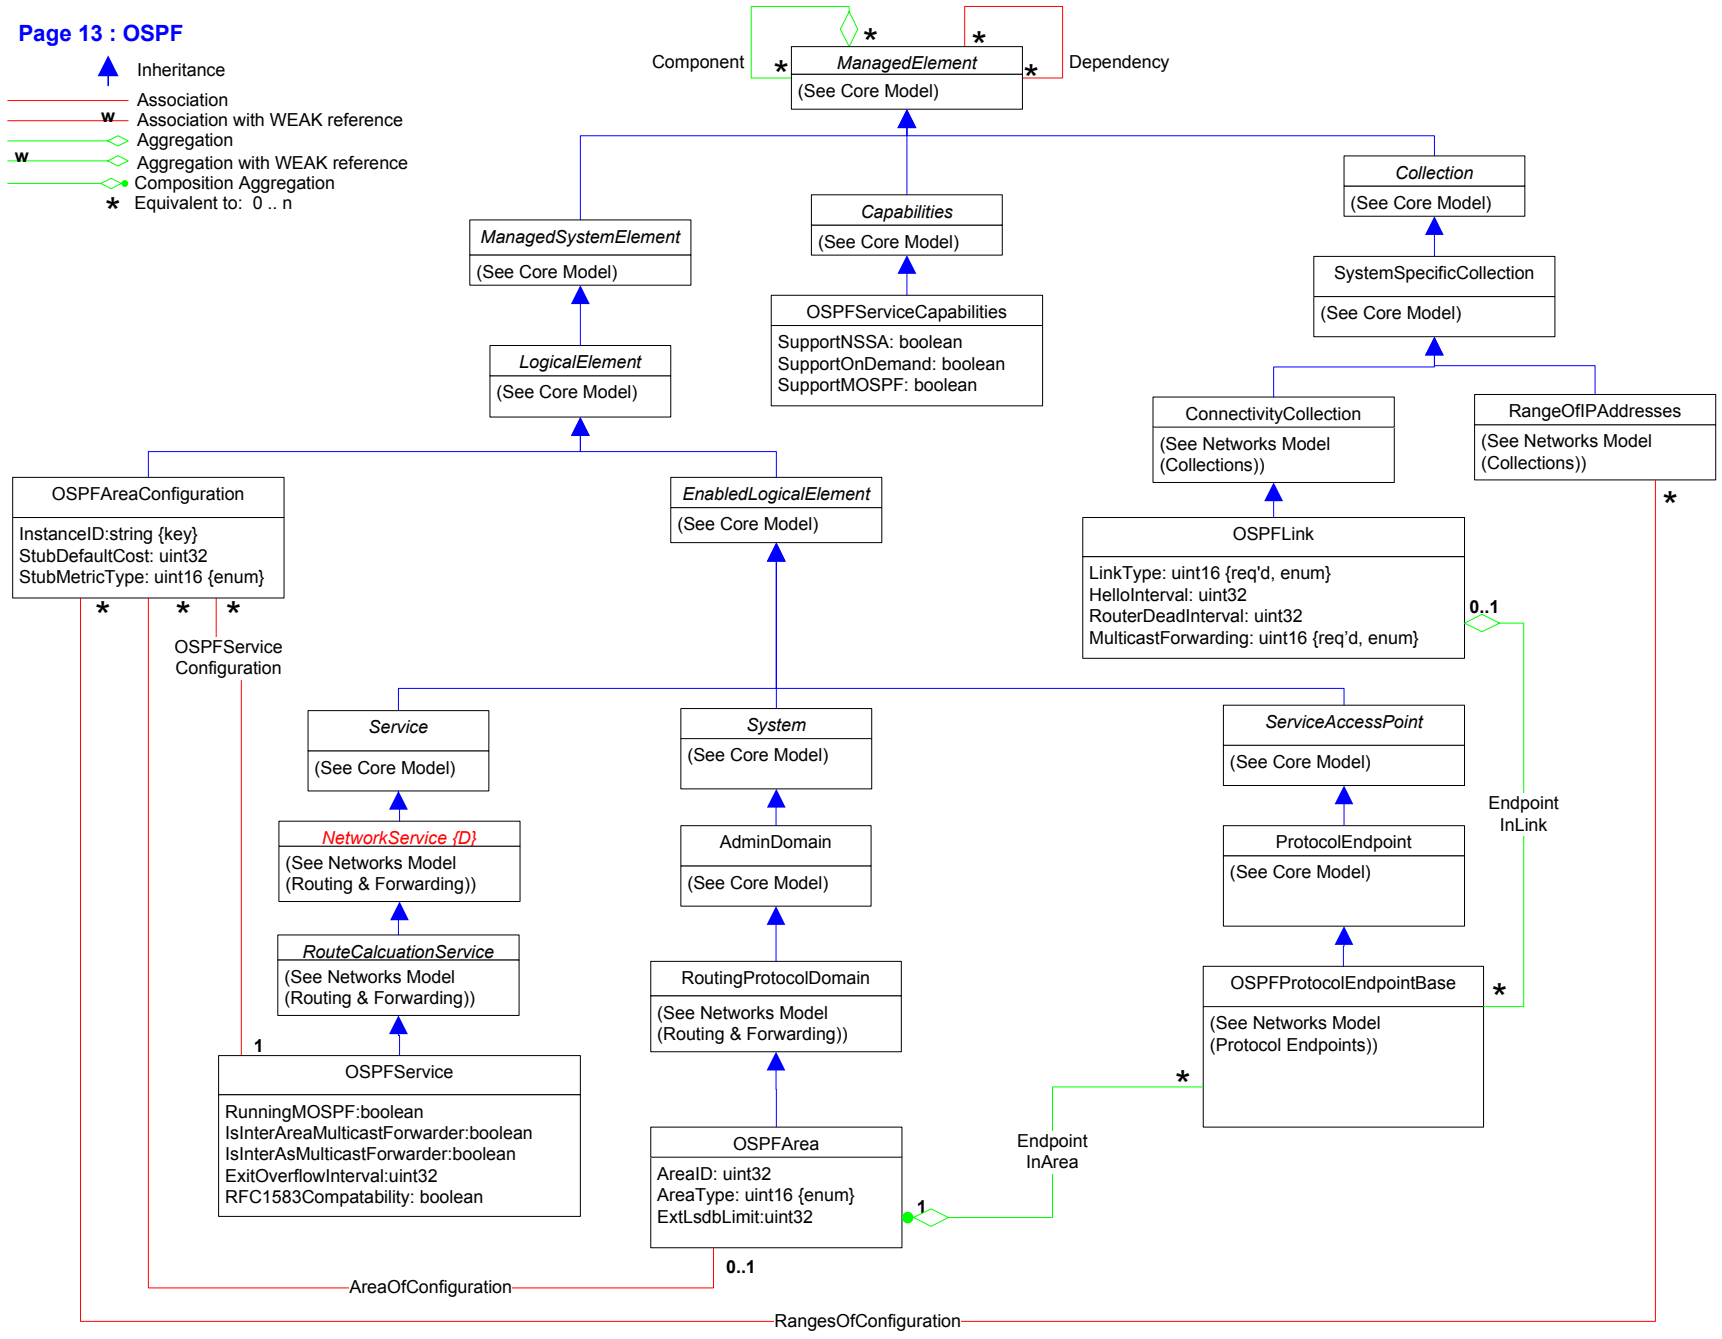 Page 13 : OSPF
Inheritance
Association
w
Association with WEAK reference
Aggregation
w
Aggregation with WEAK reference
Composition Aggregation
* Equivalent to: 0 .. n
Component
*
*
*
*
Dependency
ManagedElement
(See Core Model)
Collection
(See Core Model)
Capabilities
(See Core Model)
ManagedSystemElement
(See Core Model)
SystemSpecificCollection
(See Core Model)
OSPFServiceCapabilities
SupportNSSA: boolean
SupportOnDemand: boolean
SupportMOSPF: boolean
LogicalElement
(See Core Model)
ConnectivityCollection
(See Networks Model
(Collections))
RangeOfIPAddresses
(See Networks Model
(Collections))
*
OSPFAreaConfiguration
InstanceID:string {key}
StubDefaultCost: uint32
StubMetricType: uint16 {enum}
*
*
*
EnabledLogicalElement
(See Core Model)
OSPFLink
LinkType: uint16 {req'd, enum}
HelloInterval: uint32
RouterDeadInterval: uint32
MulticastForwarding: uint16 {req’d, enum}
0..1
OSPFService
Configuration
Service
(See Core Model)
System
(See Core Model)
ServiceAccessPoint
(See Core Model)
Endpoint
InLink
NetworkService {D}
(See Networks Model
(Routing & Forwarding))
AdminDomain
(See Core Model)
ProtocolEndpoint
(See Core Model)
RouteCalcuationService
(See Networks Model
(Routing & Forwarding))
RoutingProtocolDomain
(See Networks Model
(Routing & Forwarding))
OSPFProtocolEndpointBase
(See Networks Model
(Protocol Endpoints))
*
*
1
OSPFService
RunningMOSPF:boolean
IsInterAreaMulticastForwarder:boolean
IsInterAsMulticastForwarder:boolean
ExitOverflowInterval:uint32
RFC1583Compatability: boolean
OSPFArea
AreaID: uint32
AreaType: uint16 {enum}
ExtLsdbLimit:uint32
1
Endpoint
InArea
0..1
AreaOfConfiguration
RangesOfConfiguration